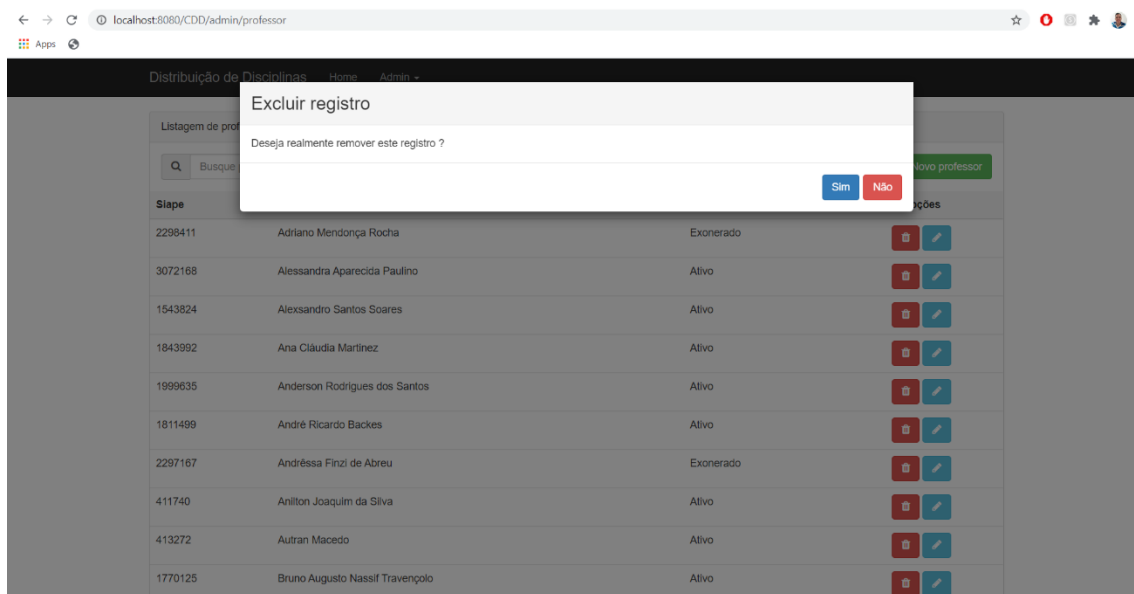 localhost:8080/CDD/admin/professor
Apps
Distribuição de Disciplinas Home Admin
Excluir registro
Listagem de prof
Deseja realmente remover este registro ?
Busque
Novo professor
Sim Não
Siape pções
2298411 Adriano Mendonça Rocha Exonerado
3072168 Alessandra Aparecida Paulino Ativo
1543824 Alexsandro Santos Soares Ativo
1843992 Ana Cláudia Martinez Ativo
1999635 Anderson Rodrigues dos Santos Ativo
1811499 André Ricardo Backes Ativo
2297167 Andrêssa Finzi de Abreu Exonerado
411740 Anilton Joaquim da Silva Ativo
413272 Autran Macedo Ativo
1770125 Bruno Augusto Nassif Travençolo Ativo